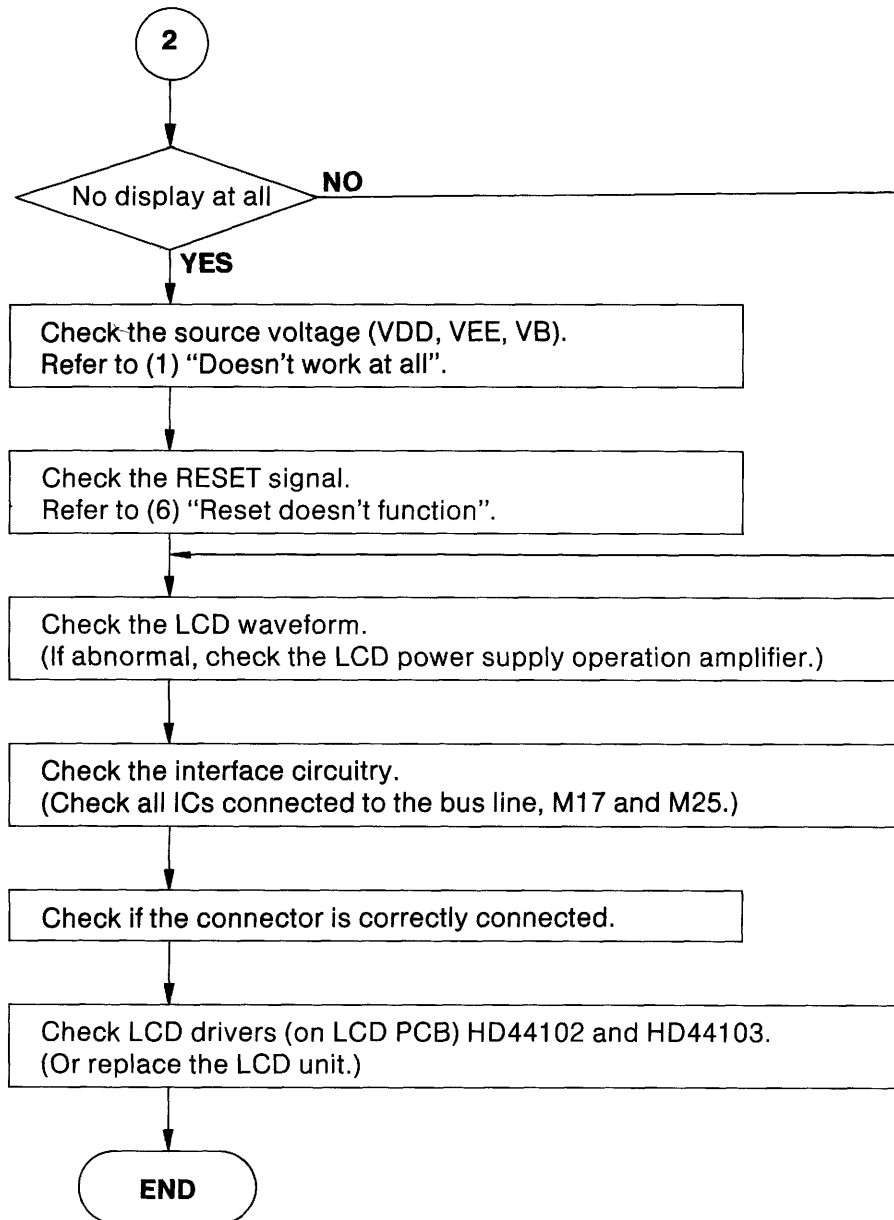 2
No display at all
NO
YES
Check the source voltage (VDD, VEE, VB).
Refer to (1) “Doesn't work at all”.
Check the RESET signal.
Refer to (6) “Reset doesn't function”.
Check the LCD waveform.
(If abnormal, check the LCD power supply operation amplifier.)
Check the interface circuitry.
(Check all ICs connected to the bus line, M17 and M25.)
Check if the connector is correctly connected.
Check LCD drivers (on LCD PCB) HD44102 and HD44103.
(Or replace the LCD unit.)
END